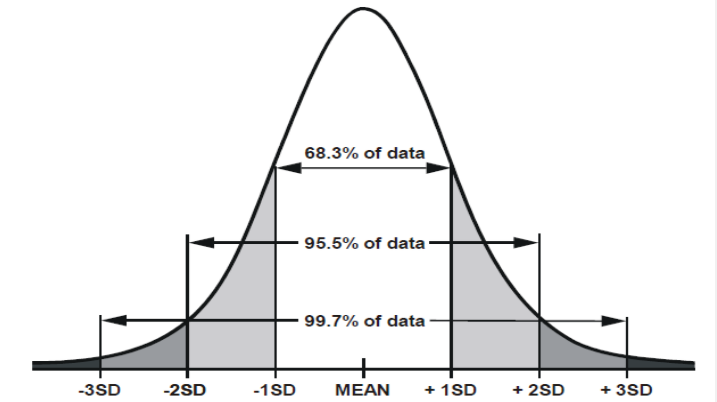 68.3% of data
95.5% of data
99.7% of data
-3SD -2SD -1SD MEAN + 1SD + 2SD + 3SD